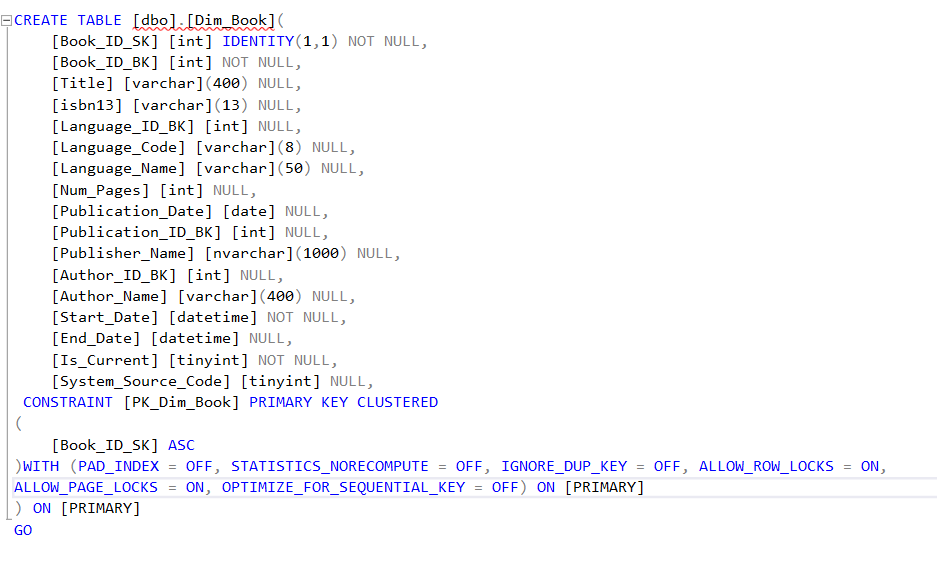 CREATE TABLE [dbo].[Dim_Book](
    [Book_ID_SK] [int] IDENTITY(1,1) NOT NULL,
    [Book_ID_BK] [int] NOT NULL,
    [Title] [varchar](400) NULL,
    [isbn13] [varchar](13) NULL,
    [Language_ID_BK] [int] NULL,
    [Language_Code] [varchar](8) NULL,
    [Language_Name] [varchar](50) NULL,
    [Num_Pages] [int] NULL,
    [Publication_Date] [date] NULL,
    [Publication_ID_BK] [int] NULL,
    [Publisher_Name] [nvarchar](1000) NULL,
    [Author_ID_BK] [int] NULL,
    [Author_Name] [varchar](400) NULL,
    [Start_Date] [datetime] NOT NULL,
    [End_Date] [datetime] NULL,
    [Is_Current] [tinyint] NOT NULL,
    [System_Source_Code] [tinyint] NULL,
 CONSTRAINT [PK_Dim_Book] PRIMARY KEY CLUSTERED
(
    [Book_ID_SK] ASC
)WITH (PAD_INDEX = OFF, STATISTICS_NORECOMPUTE = OFF, IGNORE_DUP_KEY = OFF, ALLOW_ROW_LOCKS = ON,
ALLOW_PAGE_LOCKS = ON, OPTIMIZE_FOR_SEQUENTIAL_KEY = OFF) ON [PRIMARY]
) ON [PRIMARY]
GO